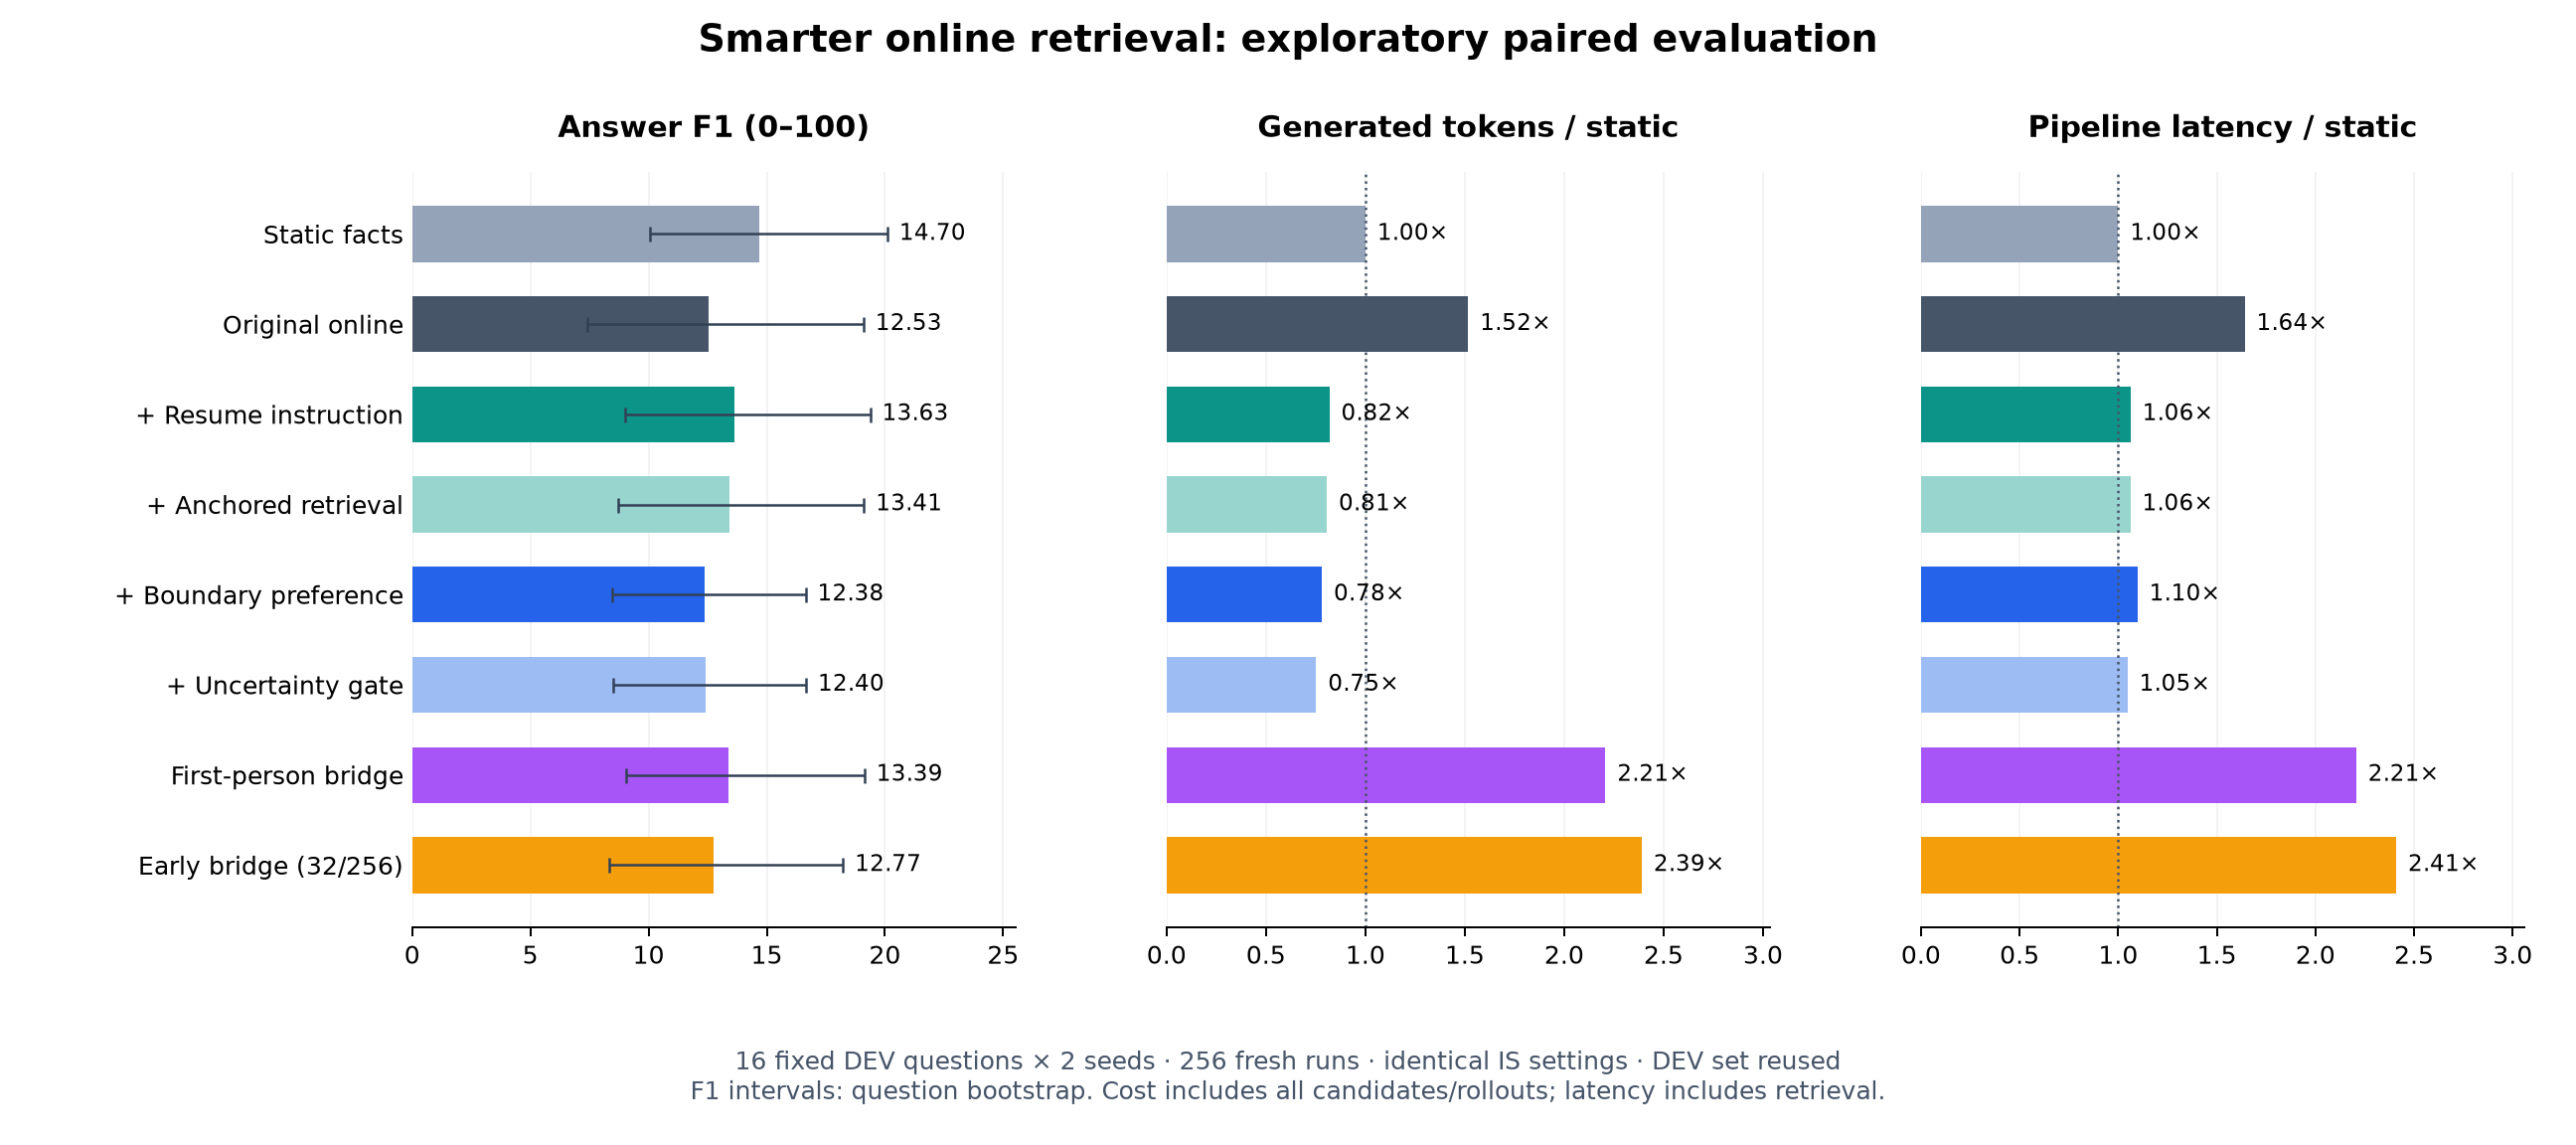 Smarter online retrieval: exploratory paired evaluation
Answer F1 (0–100)
Generated tokens / static
Pipeline latency / static
Static facts
14.70
1.00×
1.00×
Original online
12.53
1.52×
1.64×
+ Resume instruction
13.63
0.82×
1.06×
+ Anchored retrieval
13.41
0.81×
1.06×
+ Boundary preference
12.38
0.78×
1.10×
+ Uncertainty gate
12.40
0.75×
1.05×
First-person bridge
13.39
2.21×
2.21×
Early bridge (32/256)
12.77
2.39×
2.41×
0 5 10 15 20 25
0.0 0.5 1.0 1.5 2.0 2.5 3.0
0.0 0.5 1.0 1.5 2.0 2.5 3.0
16 fixed DEV questions × 2 seeds · 256 fresh runs · identical IS settings · DEV set reused
F1 intervals: question bootstrap. Cost includes all candidates/rollouts; latency includes retrieval.